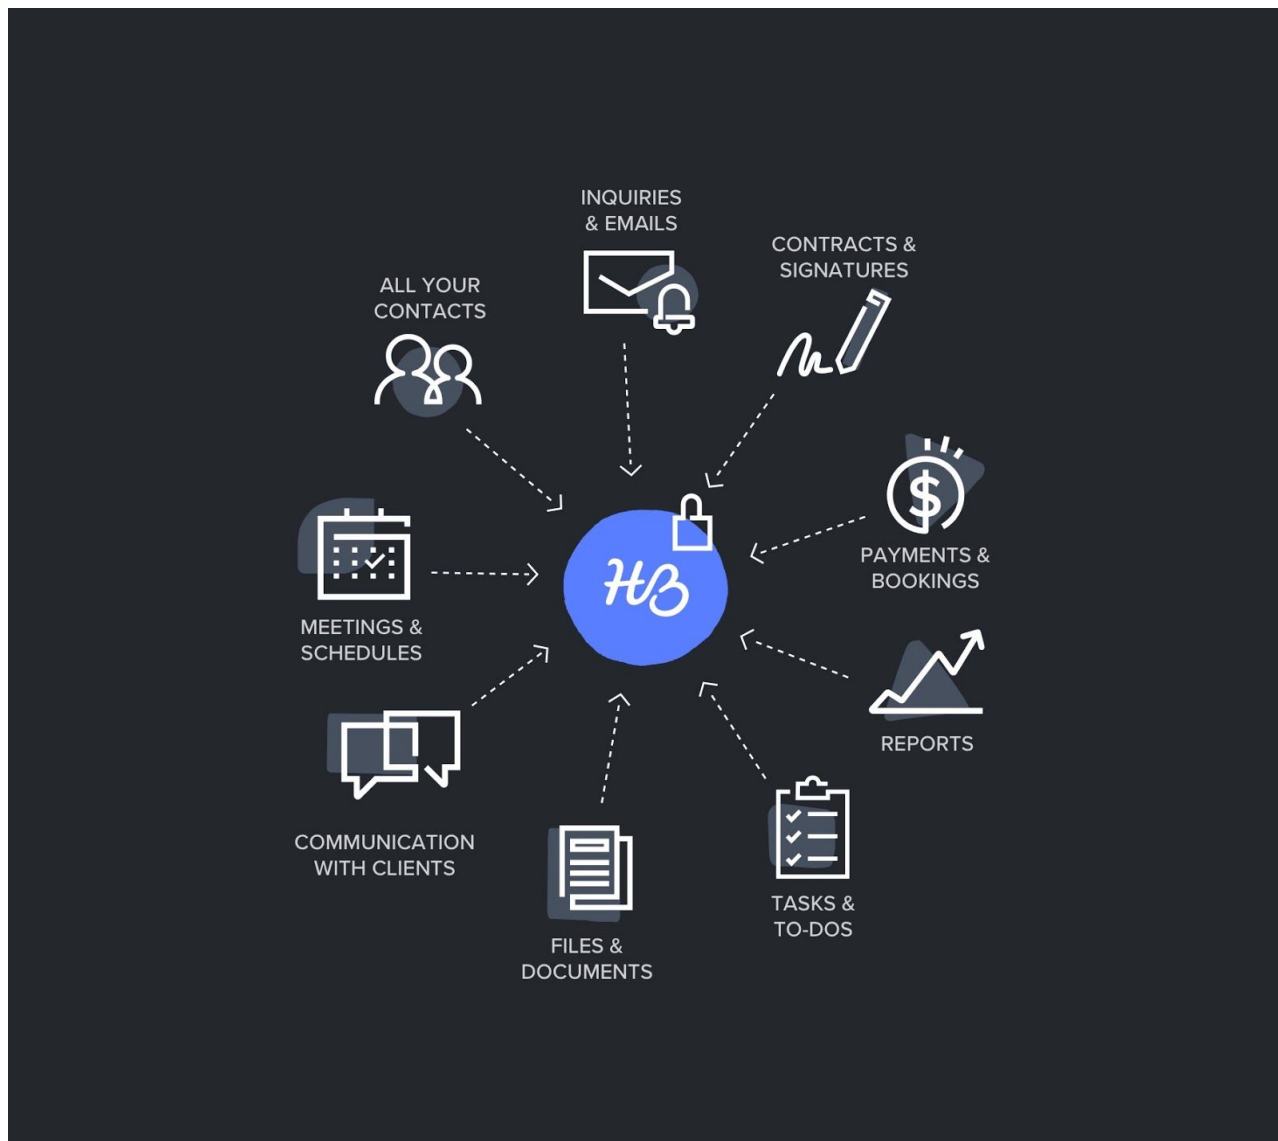 INQUIRIES
& EMAILS
CONTRACTS &
SIGNATURES
ALL YOUR
CONTACTS
$
PAYMENTS &
BOOKINGS
HB
MEETINGS &
SCHEDULES
REPORTS
COMMUNICATION
WITH CLIENTS
TASKS &
TO-DOS
FILES &
DOCUMENTS